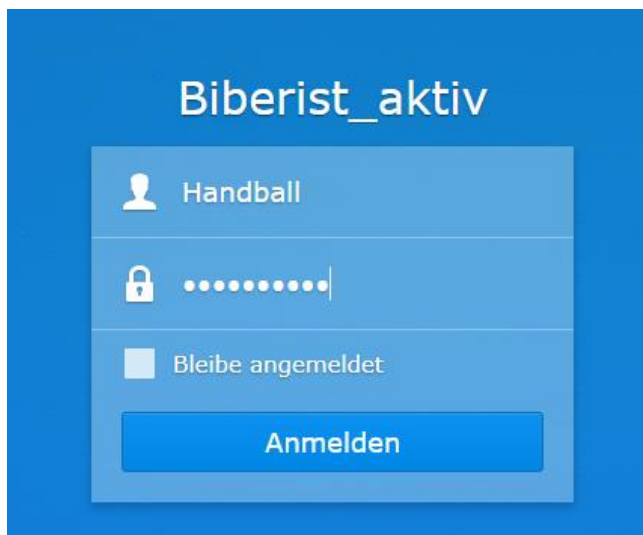 Biberist_aktiv
Handball
••••••••••
Bleibe angemeldet
Anmelden